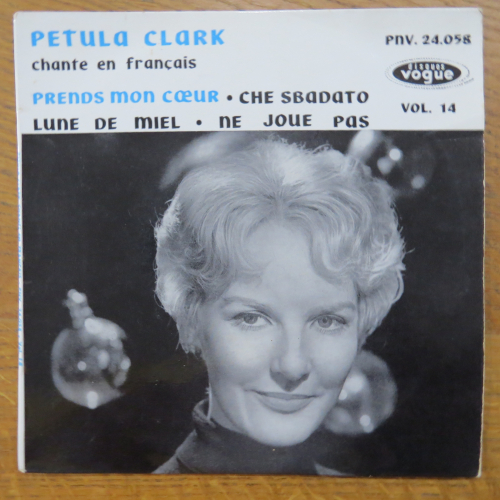 PETULA CLARK
chante en français
PNV. 24.058
disques
vogue
PRENDS MON CŒUR • CHE SBADATO
VOL. 14
LUNE DE MIEL • NE JOUE PAS